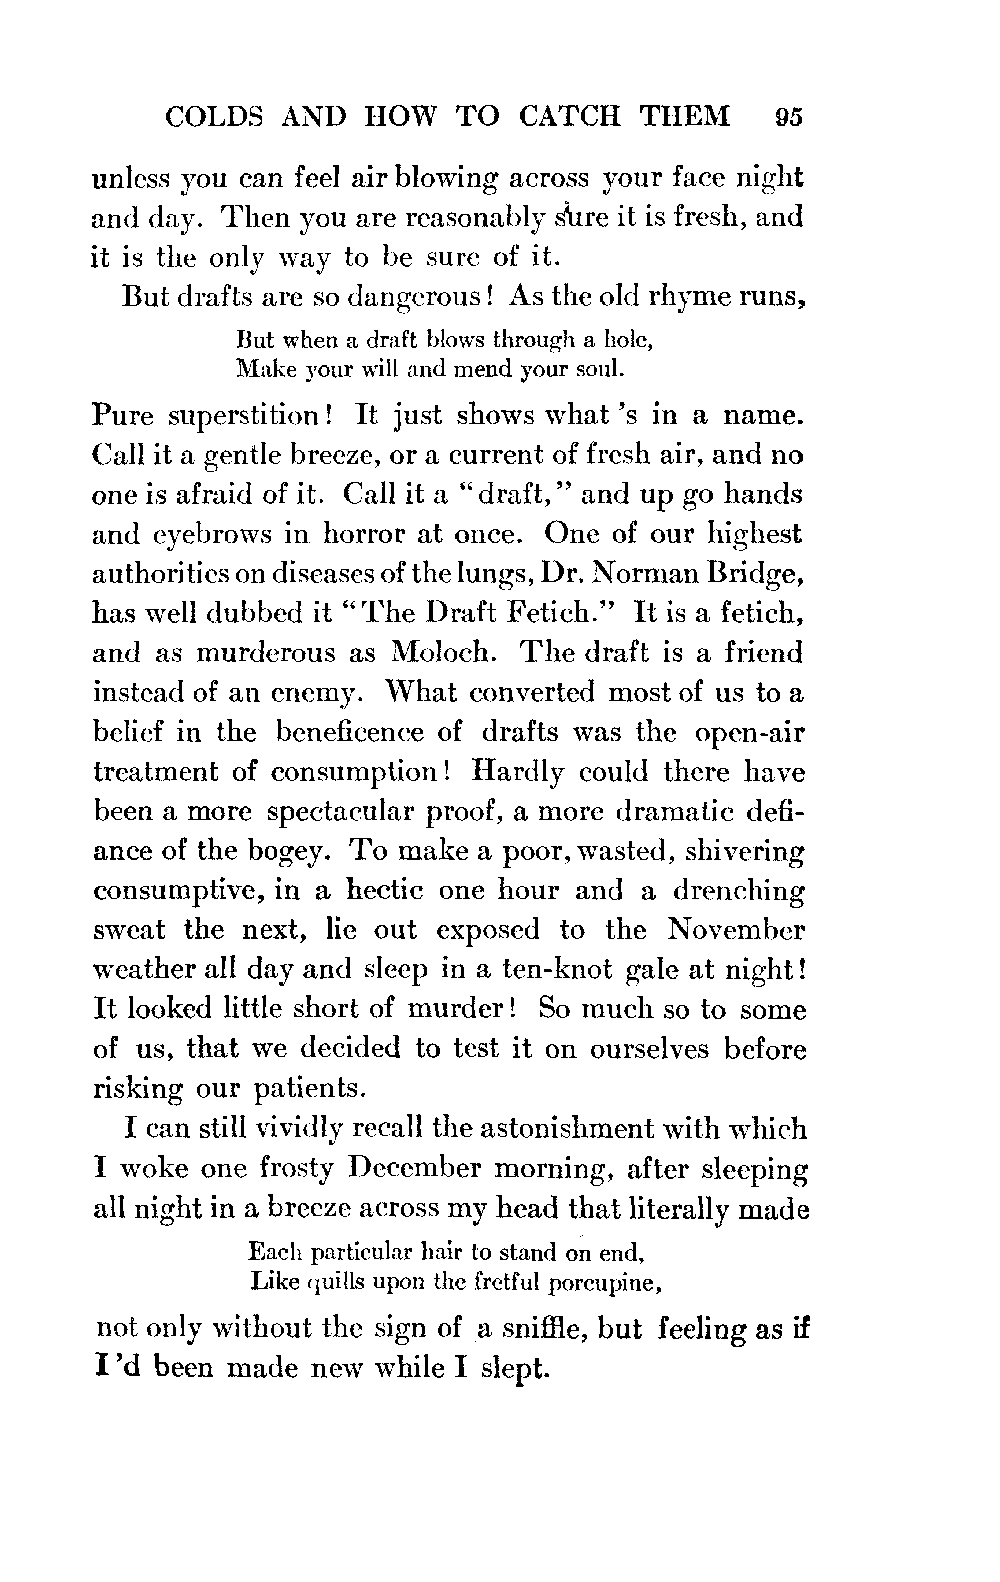 COLDS AND HOW TO CATCH THEM 95
unless you can feel air blowing across your face night
and day. Then you are reasonably sure it is fresh, and
it is the only way to be sure of it.
But drafts are so dangerous! As the old rhyme runs,
But when a draft blows through a hole,
Make your will and mend your soul.
Pure superstition! It just shows what 's in a name.
Call it a gentle breeze, or a current of fresh air, and no
one is afraid of it. Call it a "draft," and up go hands
and eyebrows in horror at once. One of our highest
authorities on diseases of the lungs, Dr. Norman Bridge,
has well dubbed it "The Draft Fetich." It is a fetich,
and as murderous as Moloch. The draft is a friend
instead of an enemy. What converted most of us to a
belief in the beneficence of drafts was the open-air
treatment of consumption! Hardly could there have
been a more spectacular proof, a more dramatic defi-
ance of the bogey. To make a poor, wasted, shivering
consumptive, in a hectic one hour and a drenching
sweat the next, lie out exposed to the November
weather all day and sleep in a ten-knot gale at night!
It looked little short of murder! So much so to some
of us, that we decided to test it on ourselves before
risking our patients.
I can still vividly recall the astonishment with which
I woke one frosty December morning, after sleeping
all night in a breeze across my head that literally made
Each particular hair to stand on end,
Like quills upon the fretful porcupine,
not only without the sign of a sniffle, but feeling as if
I 'd been made new while I slept.